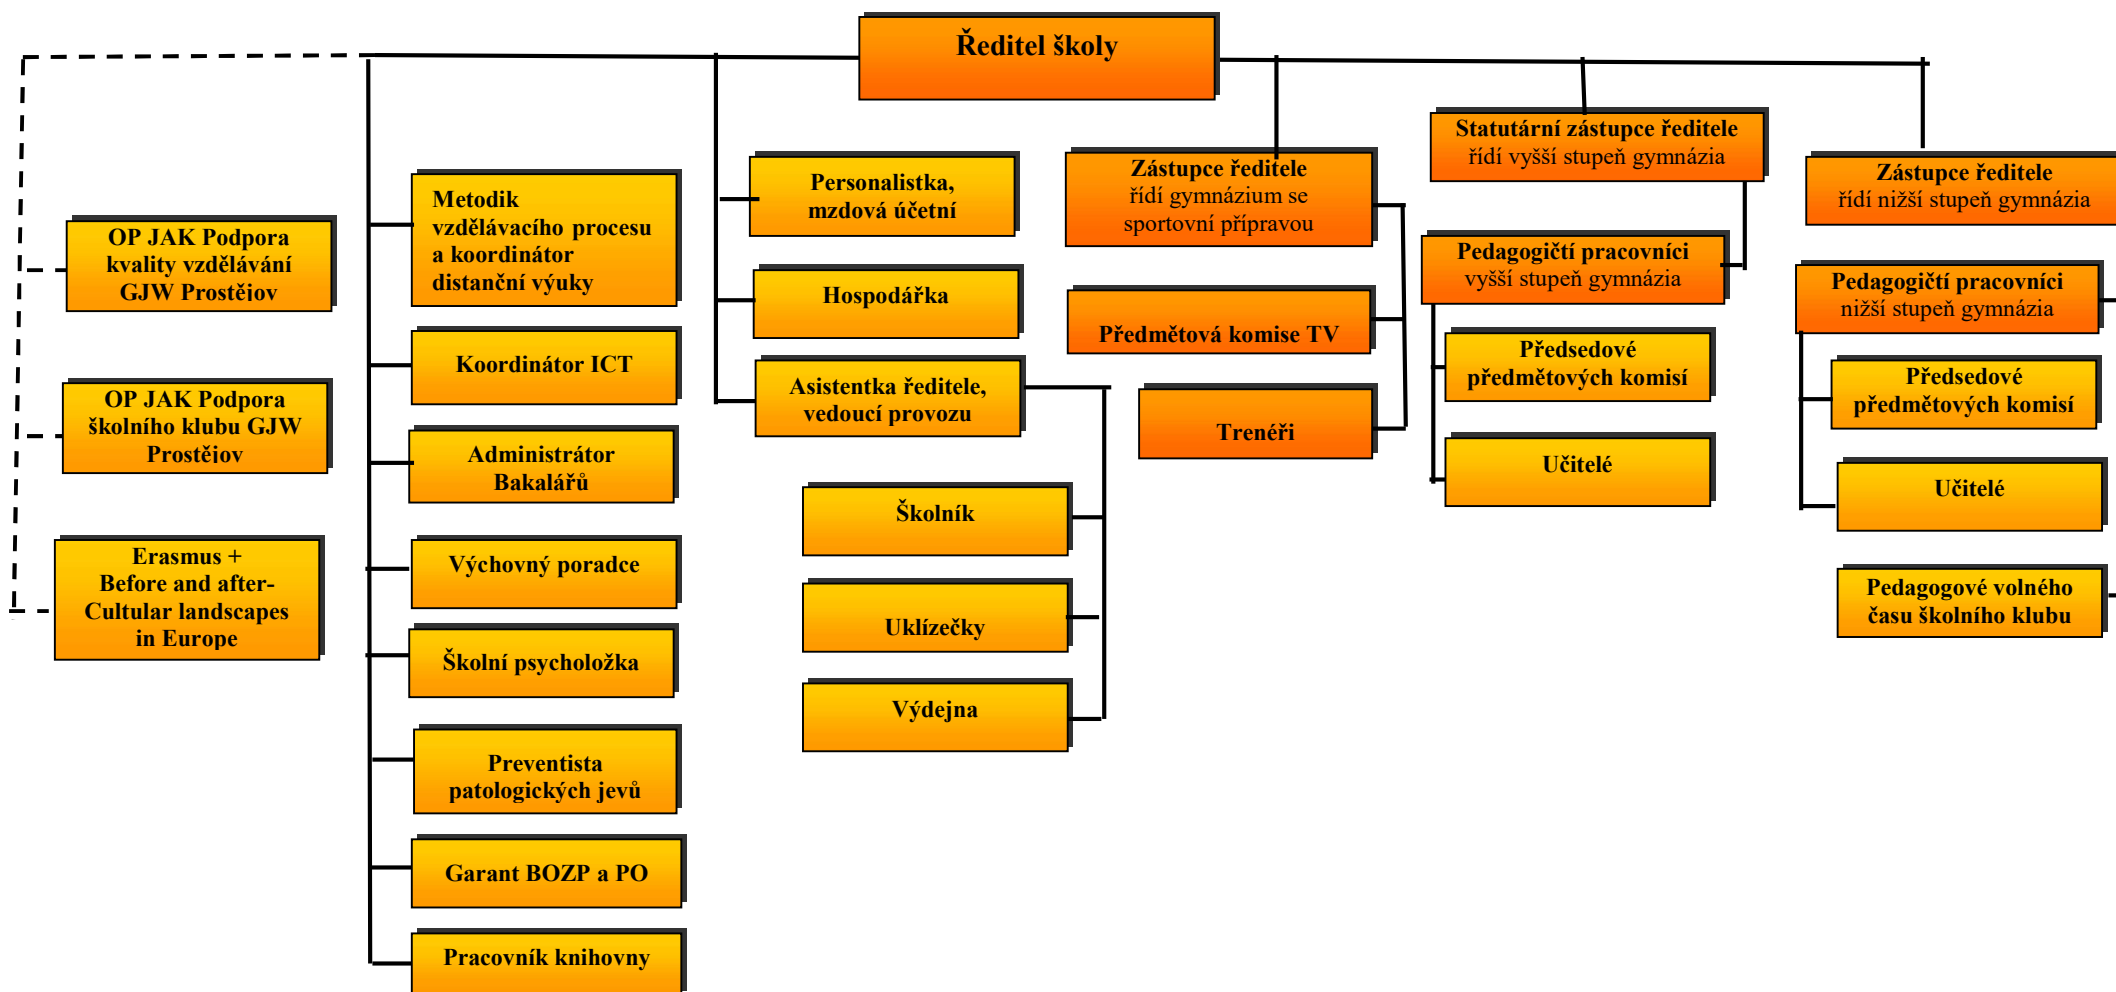 Ředitel školy
OP JAK Podpora
kvality vzdělávání
GJW Prostějov
OP JAK Podpora
školního klubu GJW
Prostějov
Erasmus +
Before and after-
Cultular landscapes
in Europe
Metodik
vzdělávacího procesu
a koordinátor
distanční výuky
Koordinátor ICT
Administrátor
Bakalářů
Výchovný poradce
Školní psycholožka
Preventista
patologických jevů
Garant BOZP a PO
Pracovník knihovny
Personalistka,
mzdová účetní
Hospodářka
Asistentka ředitele,
vedoucí provozu
Školník
Uklízečky
Výdejna
Zástupce ředitele
řídí gymnázium se
sportovní přípravou
Předmětová komise TV
Trenéři
Statutární zástupce ředitele
řídí vyšší stupeň gymnázia
Pedagogičtí pracovníci
vyšší stupeň gymnázia
Předsedové
předmětových komisí
Učitelé
Zástupce ředitele
řídí nižší stupeň gymnázia
Pedagogičtí pracovníci
nižší stupeň gymnázia
Předsedové
předmětových komisí
Učitelé
Pedagogové volného
času školního klubu